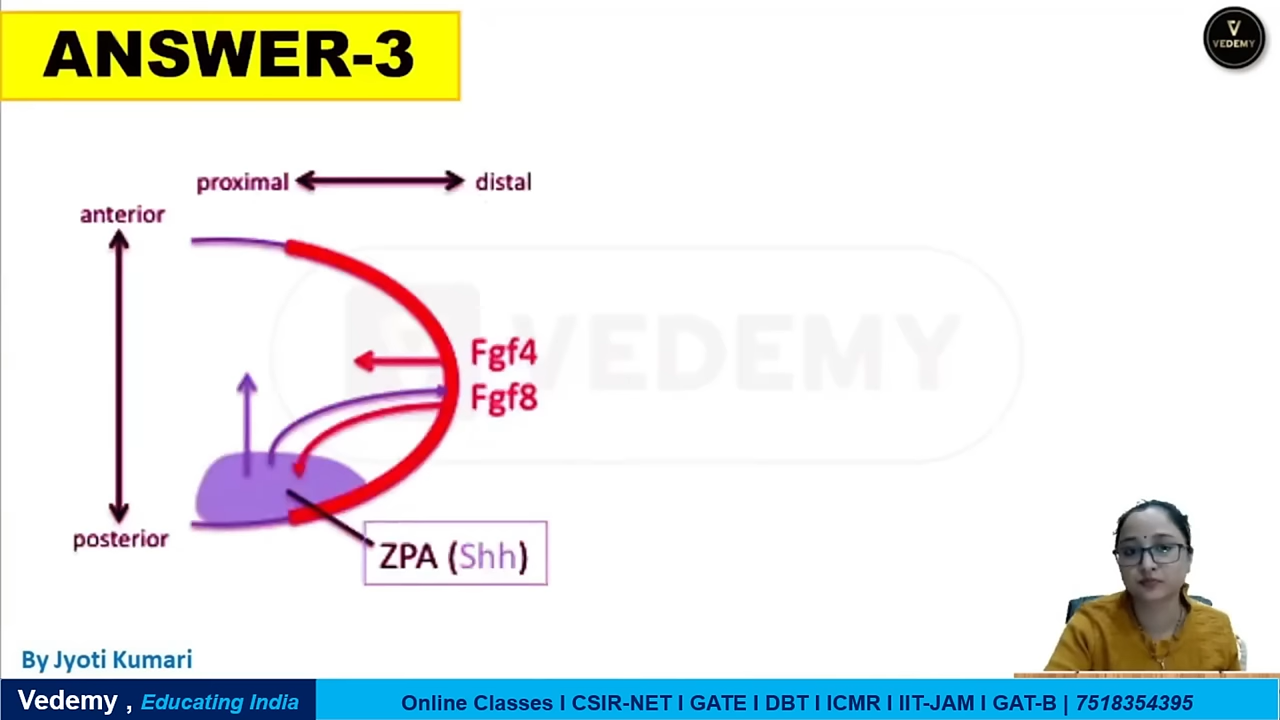 ANSWER-3
VEDEMY
proximal
distal
anterior
VEDEMY
Fgf4
Fgf8
posterior
ZPA (Shh)
By Jyoti Kumari
Vedemy , Educating India
Online Classes I CSIR-NET I GATE I DBT I ICMR I IIT-JAM I GAT-B | 7518354395